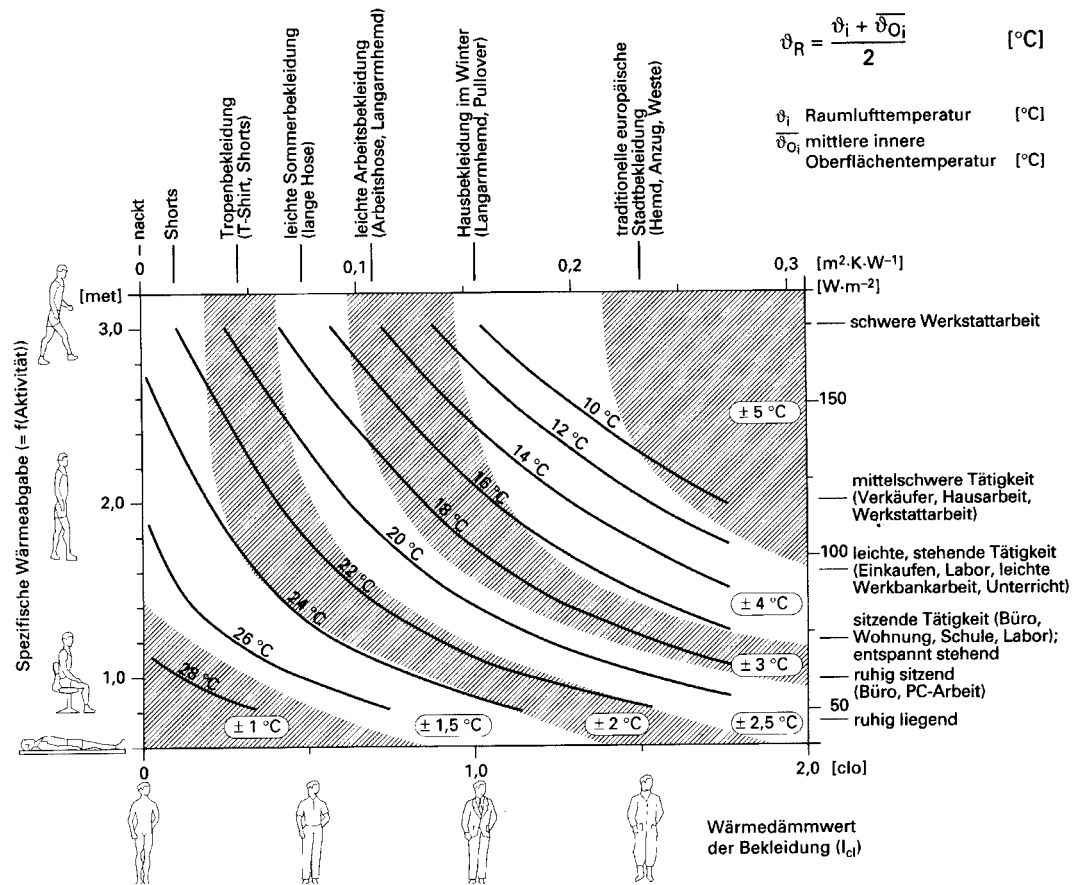 ϑR = (ϑi + ϑOi) / 2 [°C]
ϑi Raumlufttemperatur [°C]
ϑOi mittlere innere
Oberflächentemperatur [°C]
nackt
Shorts
Tropenbekleidung
(T-Shirt, Shorts)
leichte Sommerbekleidung
(lange Hose)
leichte Arbeitsbekleidung
(Arbeitshose, Langarmhemd)
Hausbekleidung im Winter
(Langarmhemd, Pullover)
traditionelle europäische
Stadtbekleidung
(Hemd, Anzug, Weste)
0 0,1 0,2 0,3 [m²·K·W⁻¹]
[met] [W·m⁻²]
3,0
2,0
1,0
Spezifische Wärmeabgabe (= f(Aktivität))
10 °C
12 °C
14 °C
16 °C
18 °C
20 °C
22 °C
24 °C
26 °C
28 °C
± 5 °C
± 4 °C
± 3 °C
± 1 °C
± 1,5 °C
± 2 °C
± 2,5 °C
schwere Werkstattarbeit
150
mittelschwere Tätigkeit
(Verkäufer, Hausarbeit,
Werkstattarbeit)
100
leichte, stehende Tätigkeit
(Einkaufen, Labor, leichte
Werkbankarbeit, Unterricht)
sitzende Tätigkeit (Büro,
Wohnung, Schule, Labor);
entspannt stehend
ruhig sitzend
(Büro, PC-Arbeit)
50
ruhig liegend
0 1,0 2,0 [clo]
Wärmedämmwert
der Bekleidung (Icl)